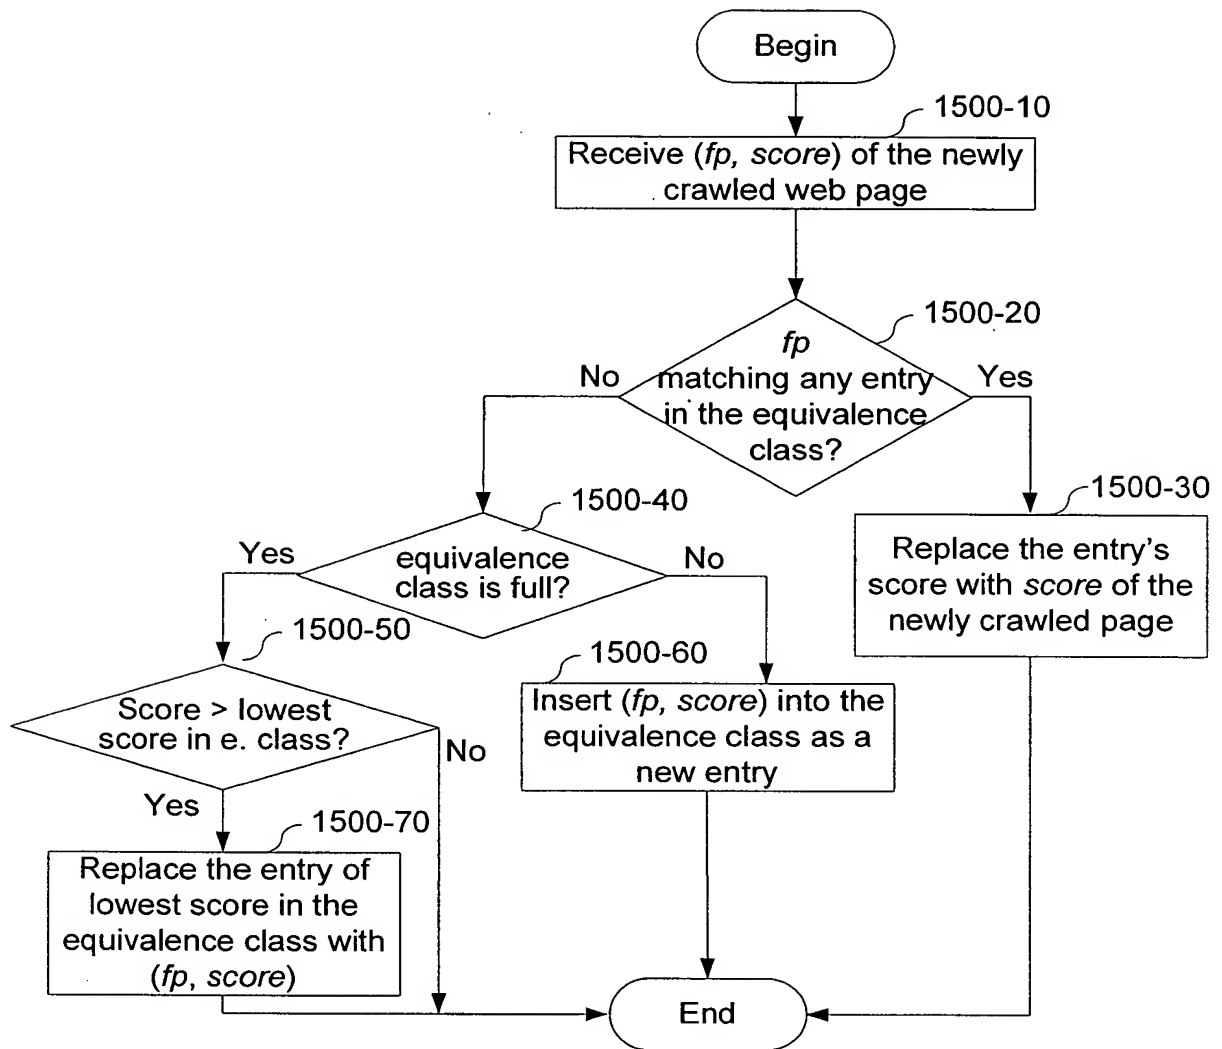 Begin
1500-10
Receive (fp, score) of the newly
crawled web page
1500-20
fp
matching any entry
in the equivalence
class?
No
Yes
1500-40
1500-30
equivalence
class is full?
Yes
No
Replace the entry's
score with score of the
newly crawled page
1500-50
1500-60
Score > lowest
score in e. class?
No
Yes
Insert (fp, score) into the
equivalence class as a
new entry
1500-70
Replace the entry of
lowest score in the
equivalence class with
(fp, score)
End